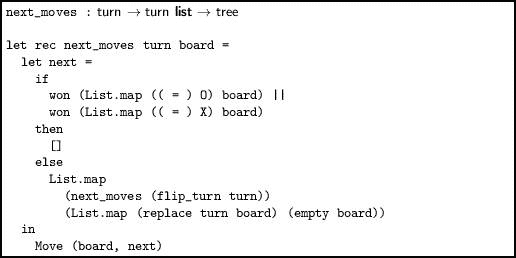 next_moves : turn → turn list → tree
let rec next_moves turn board =
let next =
if
won (List.map (( = ) O) board) ||
won (List.map (( = ) X) board)
then
[]
else
List.map
(next_moves (flip_turn turn))
(List.map (replace turn board) (empty board))
in
Move (board, next)